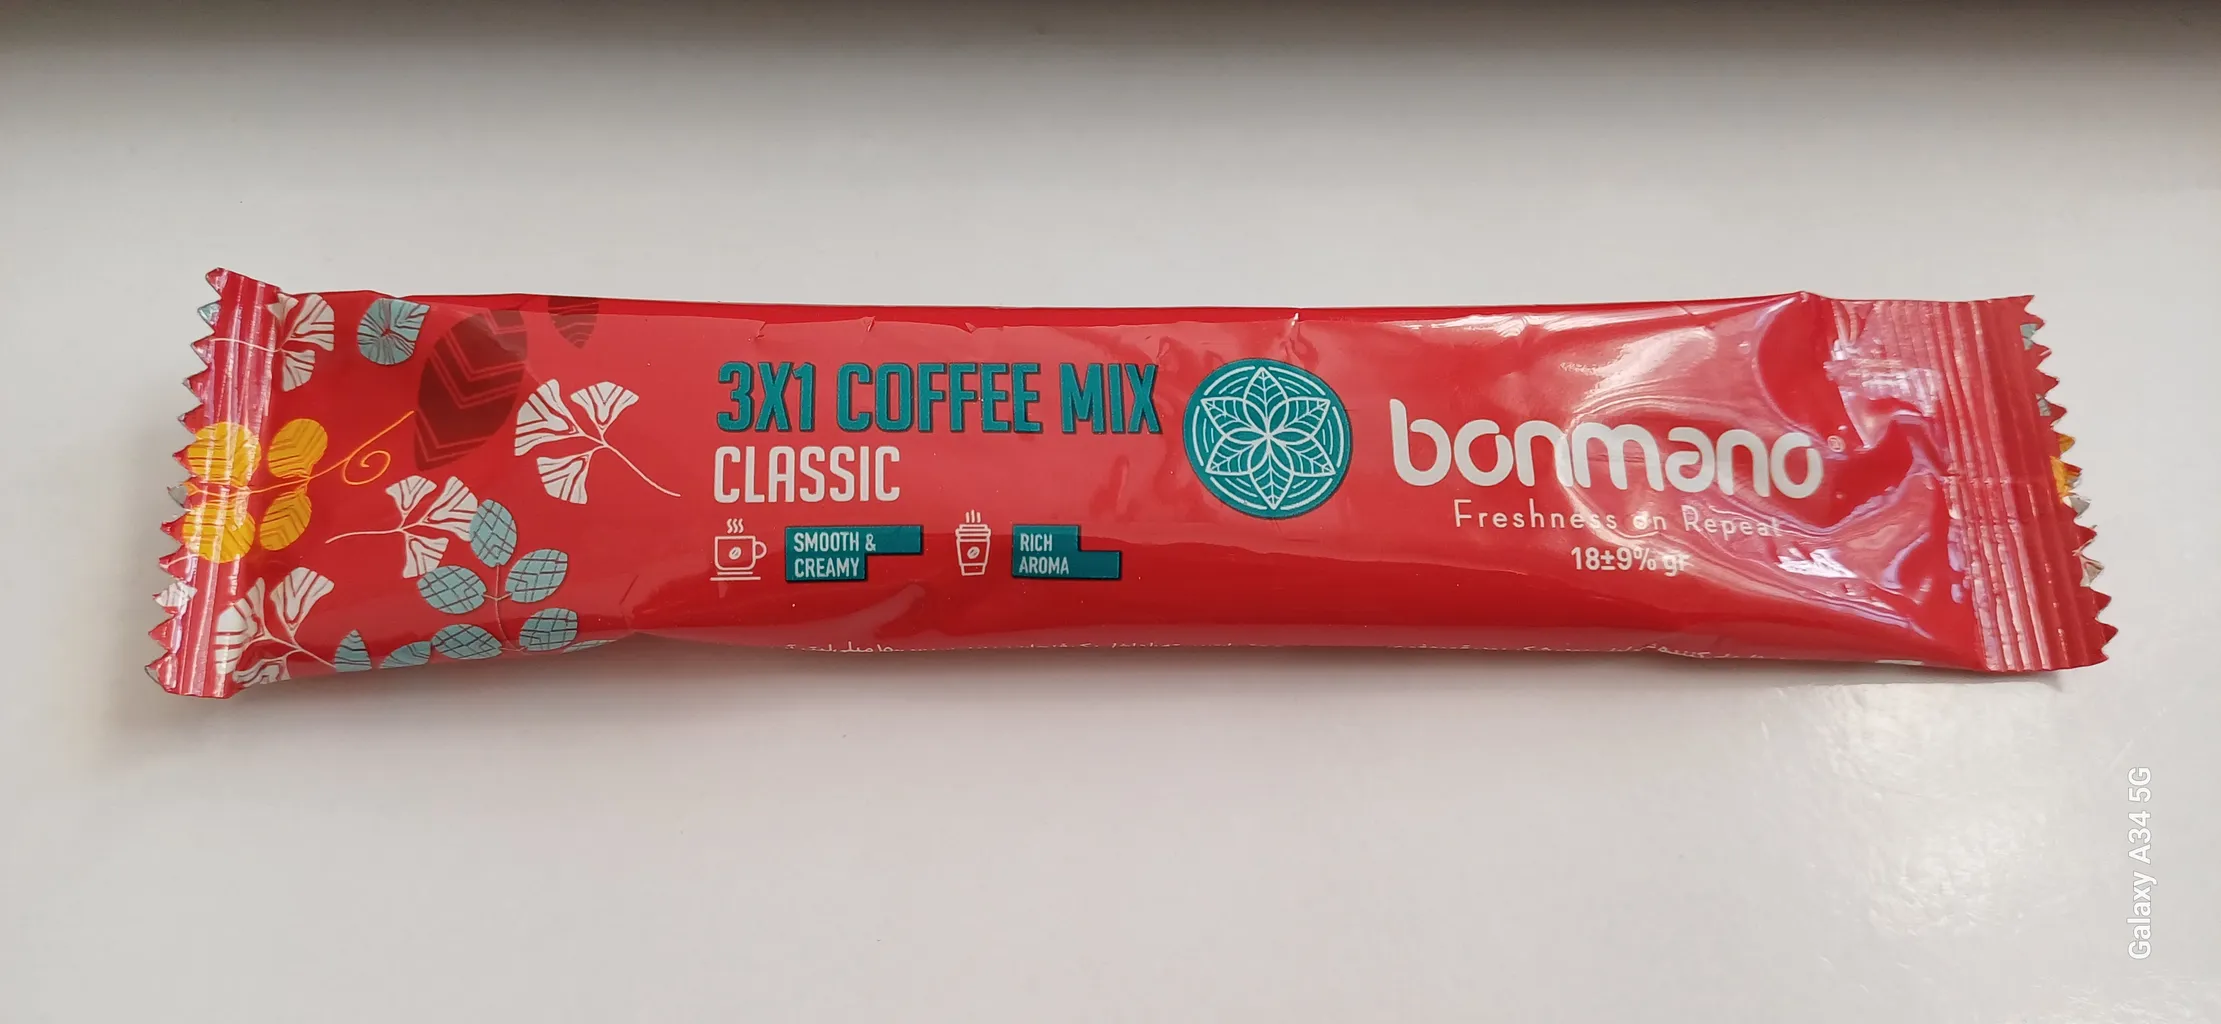 3X1 COFFEE MIX
CLASSIC
SMOOTH &
CREAMY
RICH
AROMA
bonmano®
Freshness on Repeat
18±9% gr
Galaxy A34 5G